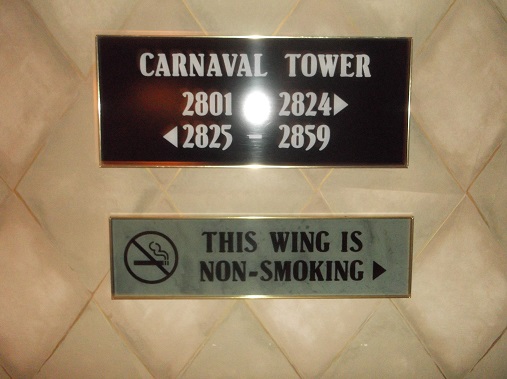 CARNAVAL TOWER
2801 2824▶
◀2825 - 2859
THIS WING IS
NON-SMOKING ▶